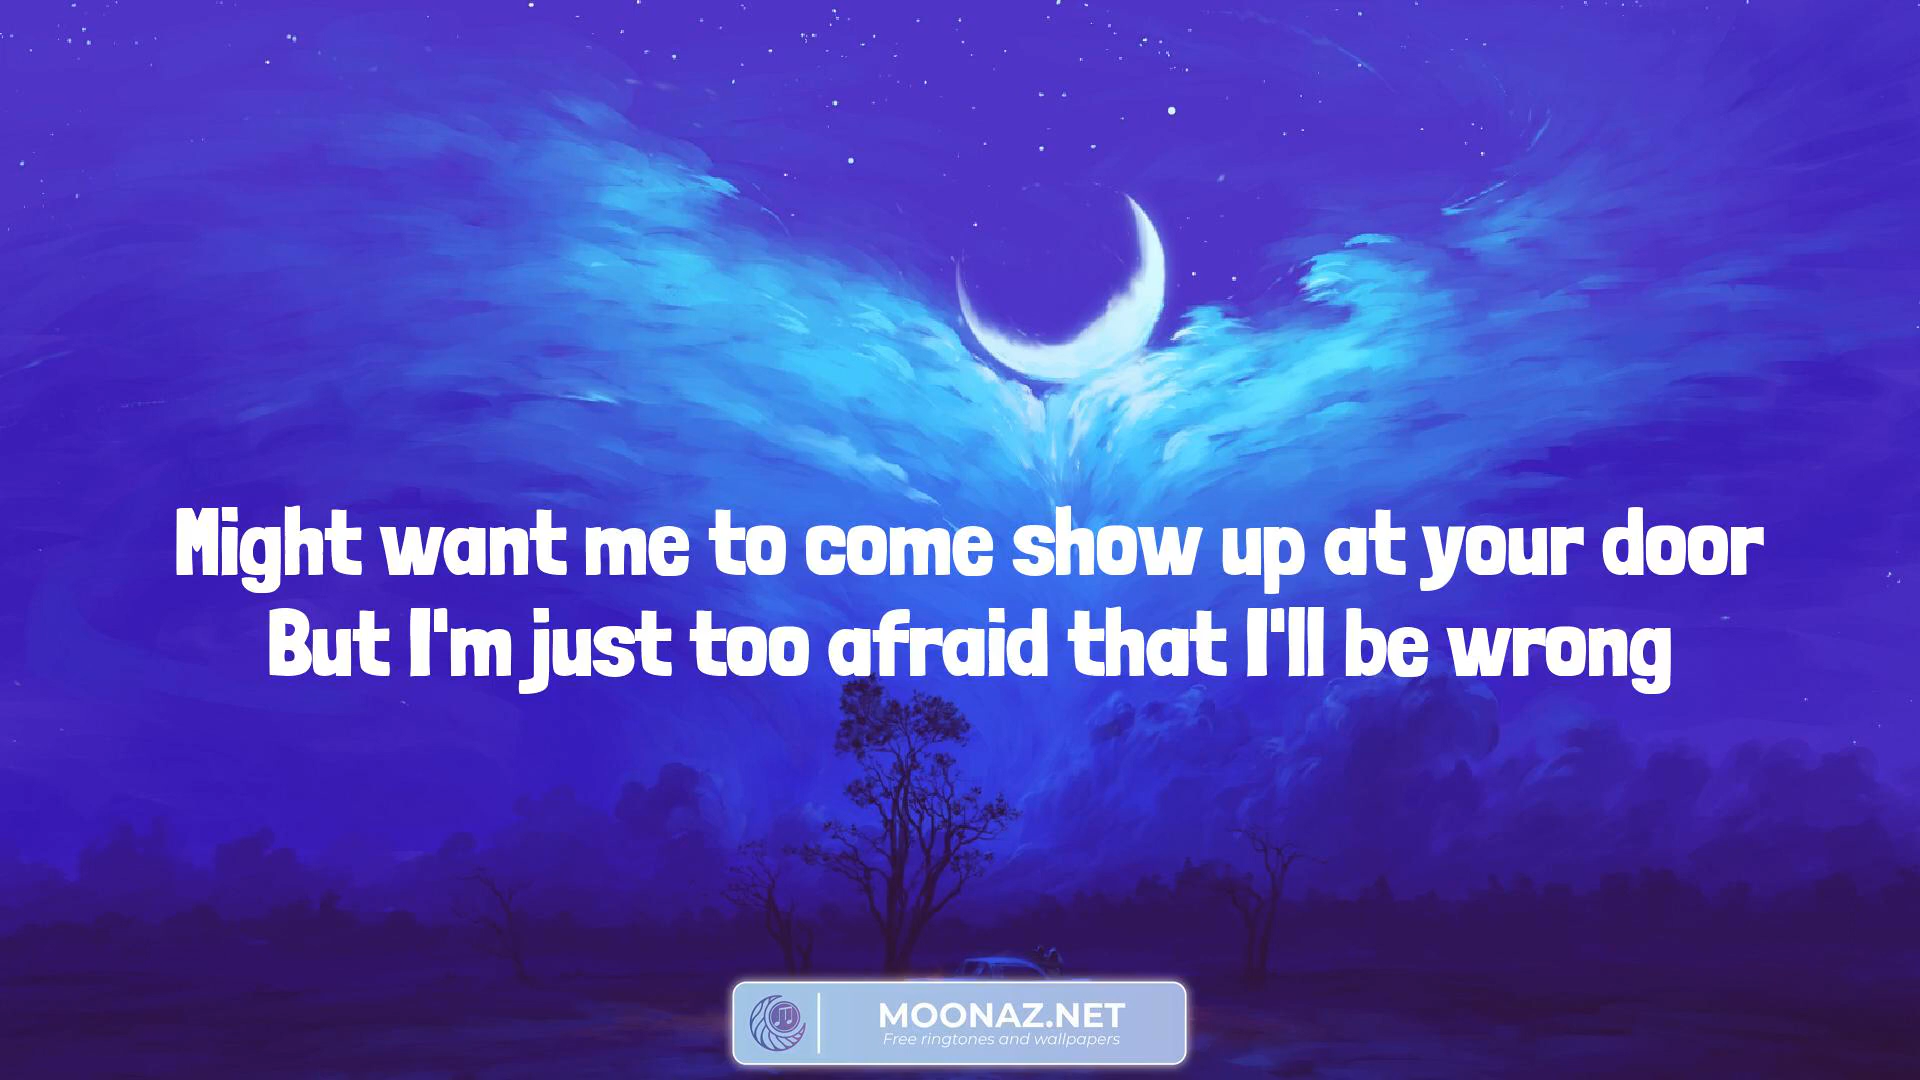 Might want me to come show up at your door
But I'm just too afraid that I'll be wrong
MOONAZ.NET
Free ringtones and wallpapers